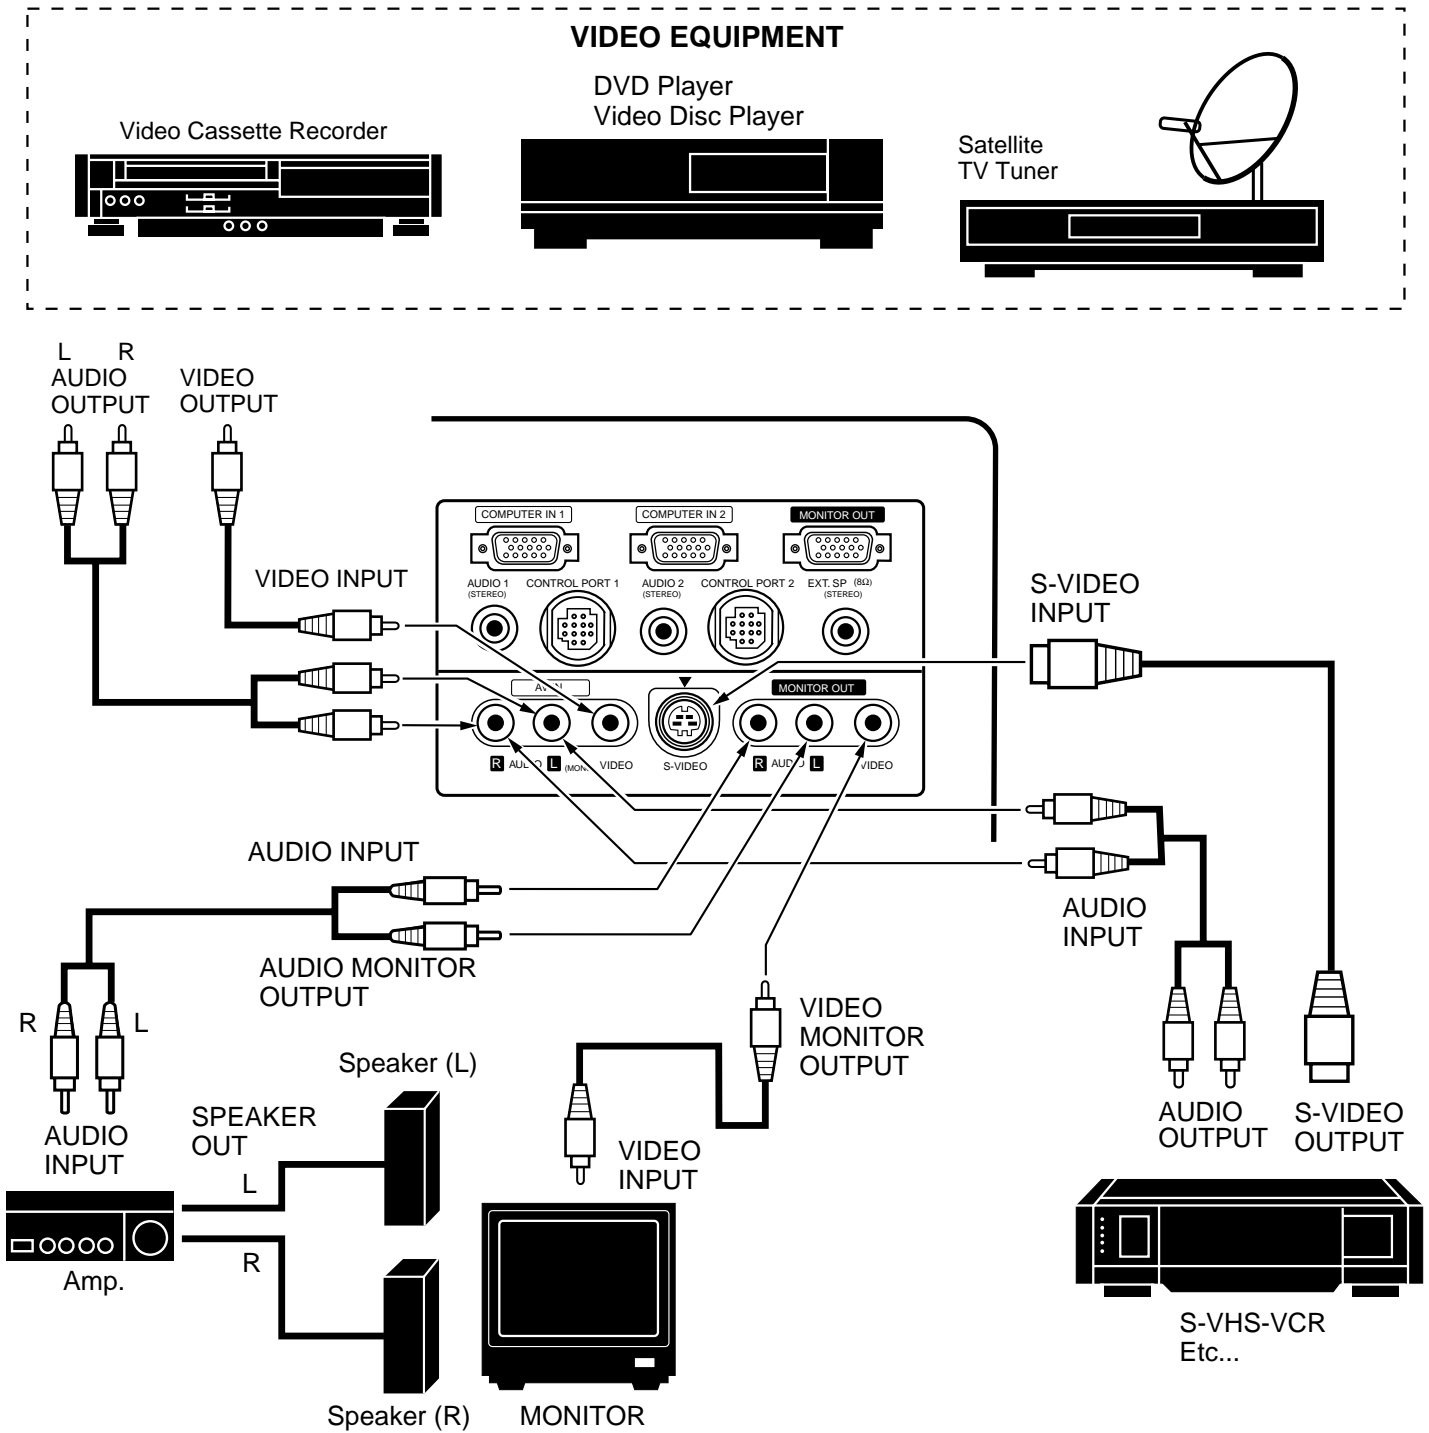 VIDEO EQUIPMENT
DVD Player
Video Disc Player
Video Cassette Recorder
Satellite
TV Tuner
L R
AUDIO
OUTPUT
VIDEO
OUTPUT
COMPUTER IN 1
COMPUTER IN 2
MONITOR OUT
VIDEO INPUT
AUDIO 1
(STEREO)
CONTROL PORT 1
AUDIO 2
(STEREO)
CONTROL PORT 2
EXT. SP (8Ω)
(STEREO)
S-VIDEO
INPUT
MONITOR OUT
R AUDIO L VIDEO
S-VIDEO
R AUDIO L VIDEO
AUDIO INPUT
AUDIO MONITOR
OUTPUT
AUDIO
INPUT
R L
VIDEO
MONITOR
OUTPUT
Speaker (L)
SPEAKER
OUT
AUDIO
INPUT
L
R
VIDEO
INPUT
AUDIO
OUTPUT
S-VIDEO
OUTPUT
Amp.
Speaker (R)
MONITOR
S-VHS-VCR
Etc...